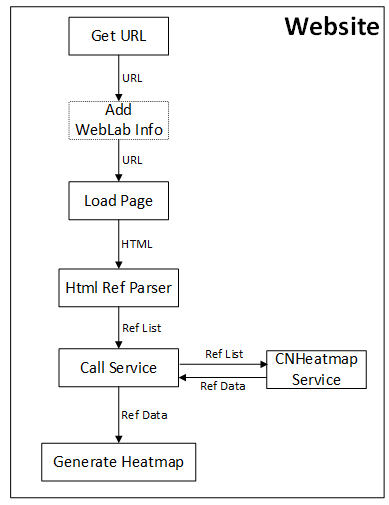 Website
Get URL
URL
Add
WebLab Info
URL
Load Page
HTML
Html Ref Parser
Ref List
Call Service
Ref List
Ref Data
CNHeatmap
Service
Ref Data
Generate Heatmap